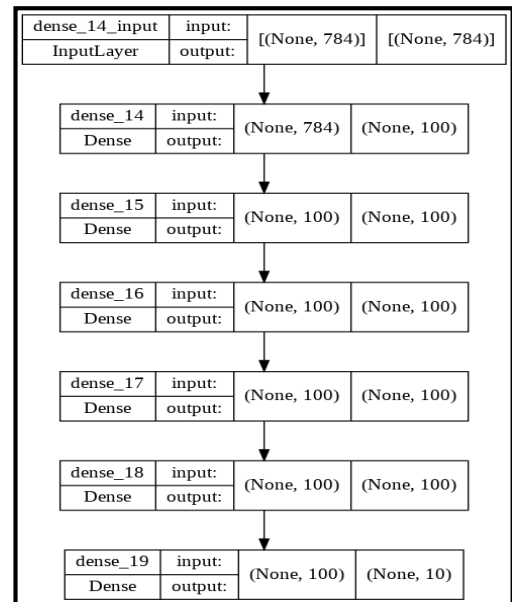 dense_14_input input: [(None, 784)] [(None, 784)]
InputLayer output:
dense_14 input: (None, 784) (None, 100)
Dense output:
dense_15 input: (None, 100) (None, 100)
Dense output:
dense_16 input: (None, 100) (None, 100)
Dense output:
dense_17 input: (None, 100) (None, 100)
Dense output:
dense_18 input: (None, 100) (None, 100)
Dense output:
dense_19 input: (None, 100) (None, 10)
Dense output: